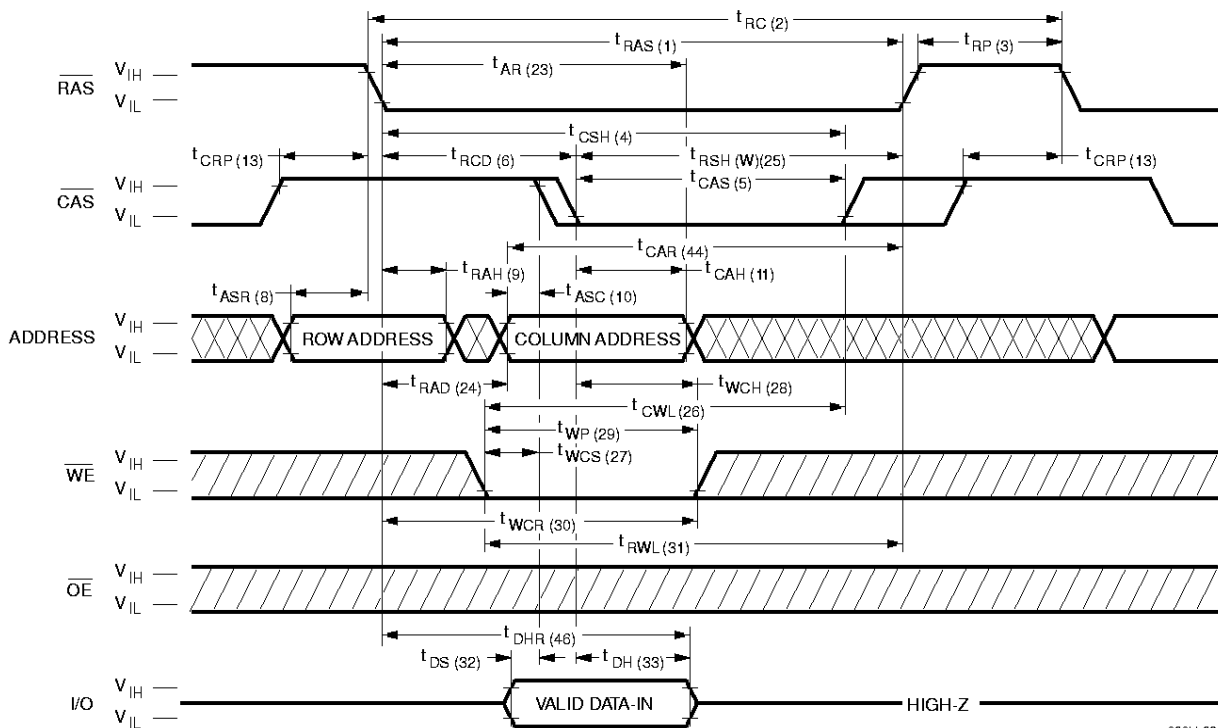 t RC (2)
t RAS (1)
t RP (3)
t AR (23)
RAS
V IH
V IL
t CSH (4)
t CRP (13)
t RCD (6)
t RSH (W)(25)
t CRP (13)
t CAS (5)
CAS
V IH
V IL
t CAR (44)
t RAH (9)
t CAH (11)
t ASR (8)
t ASC (10)
ADDRESS
V IH
V IL
ROW ADDRESS
COLUMN ADDRESS
t RAD (24)
t WCH (28)
t CWL (26)
t WP (29)
t WCS (27)
WE
V IH
V IL
t WCR (30)
t RWL (31)
OE
V IH
V IL
t DHR (46)
t DS (32)
t DH (33)
I/O
V IH
V IL
VALID DATA-IN
HIGH-Z